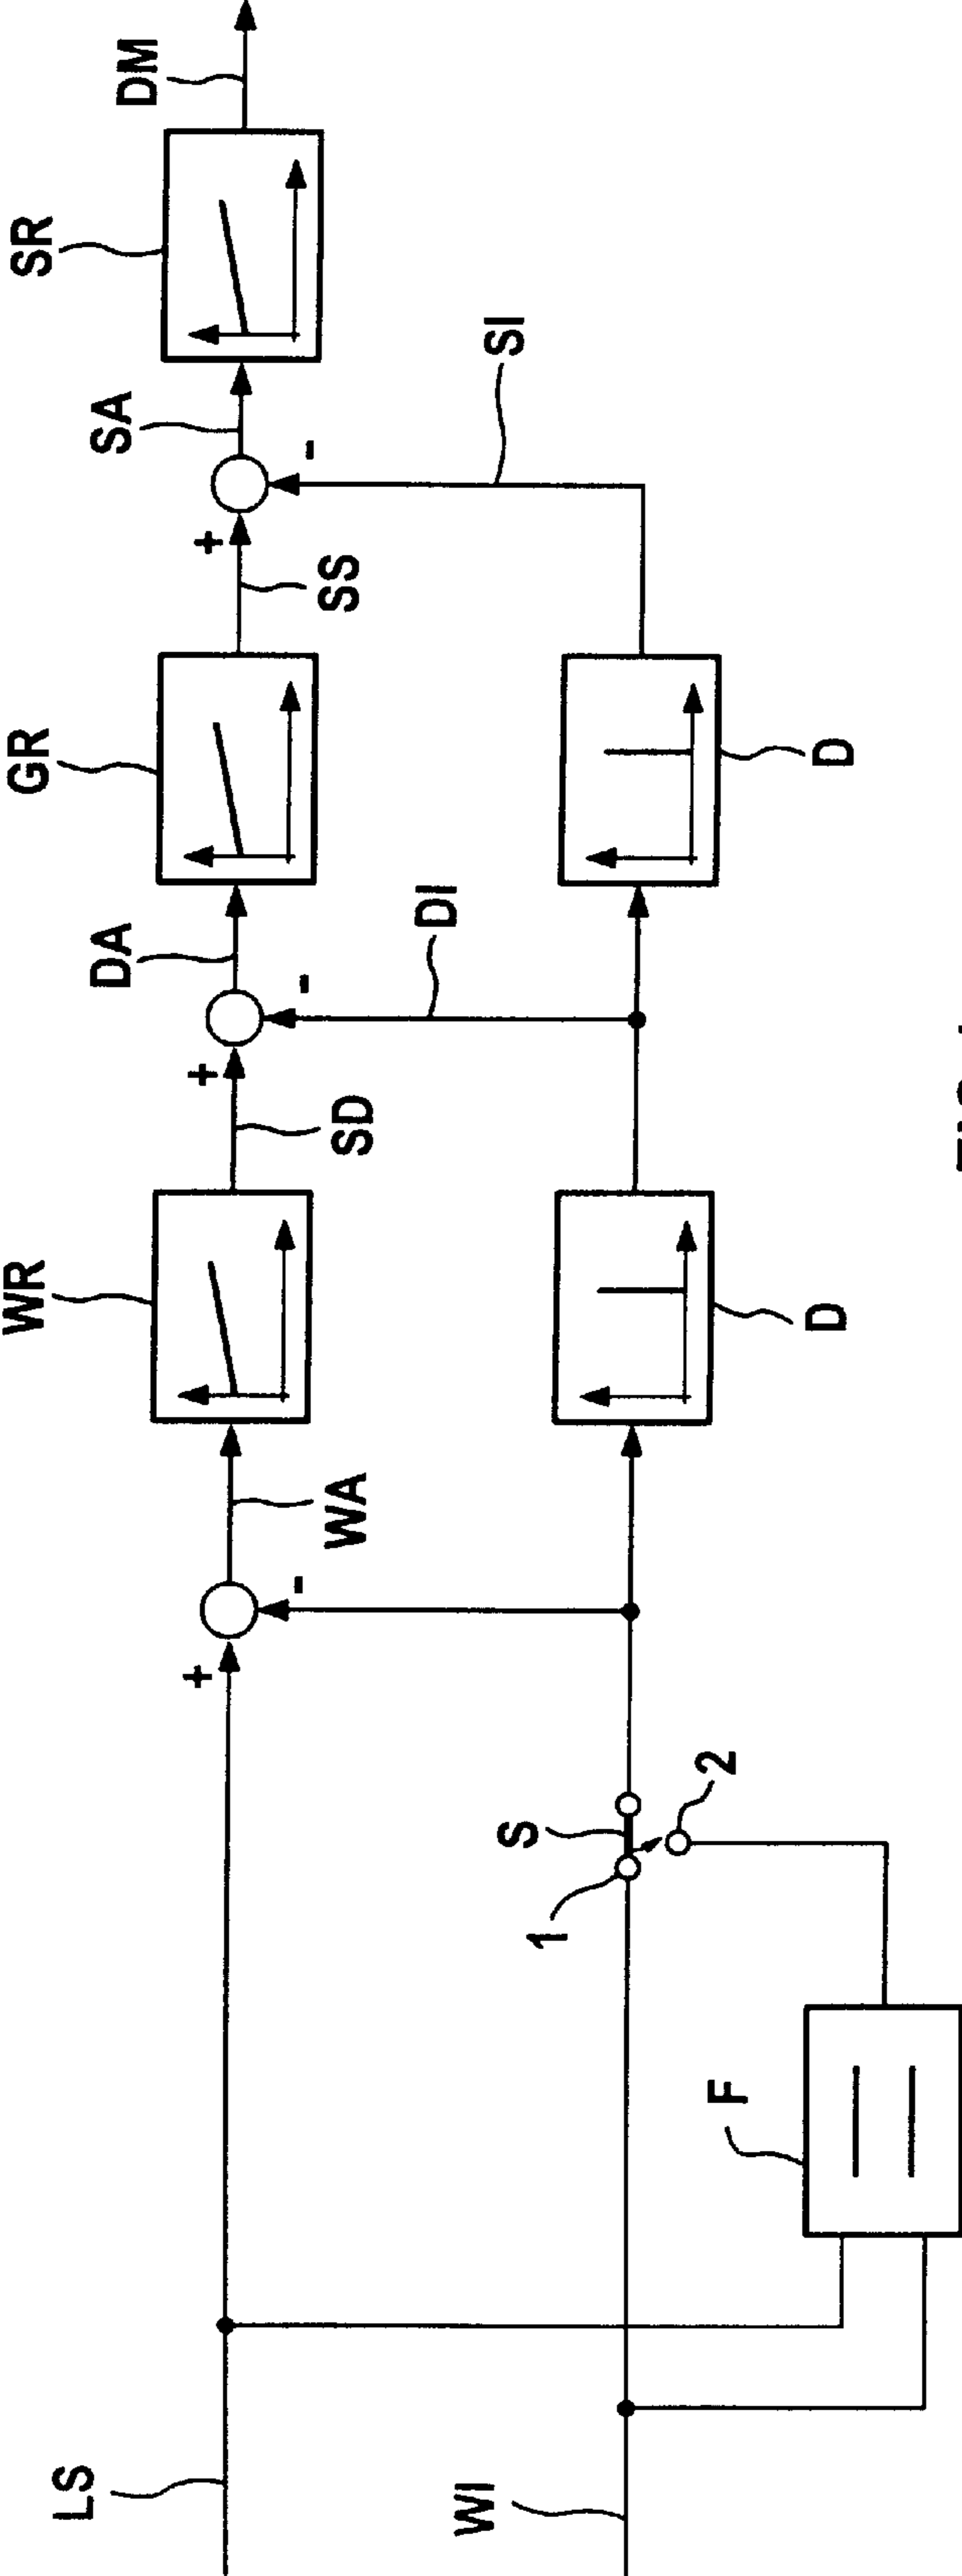 LS
WI
F
1
S
2
+
-
WA
WR
D
SD
+
-
DA
DI
GR
D
SS
+
-
SA
SI
SR
DM